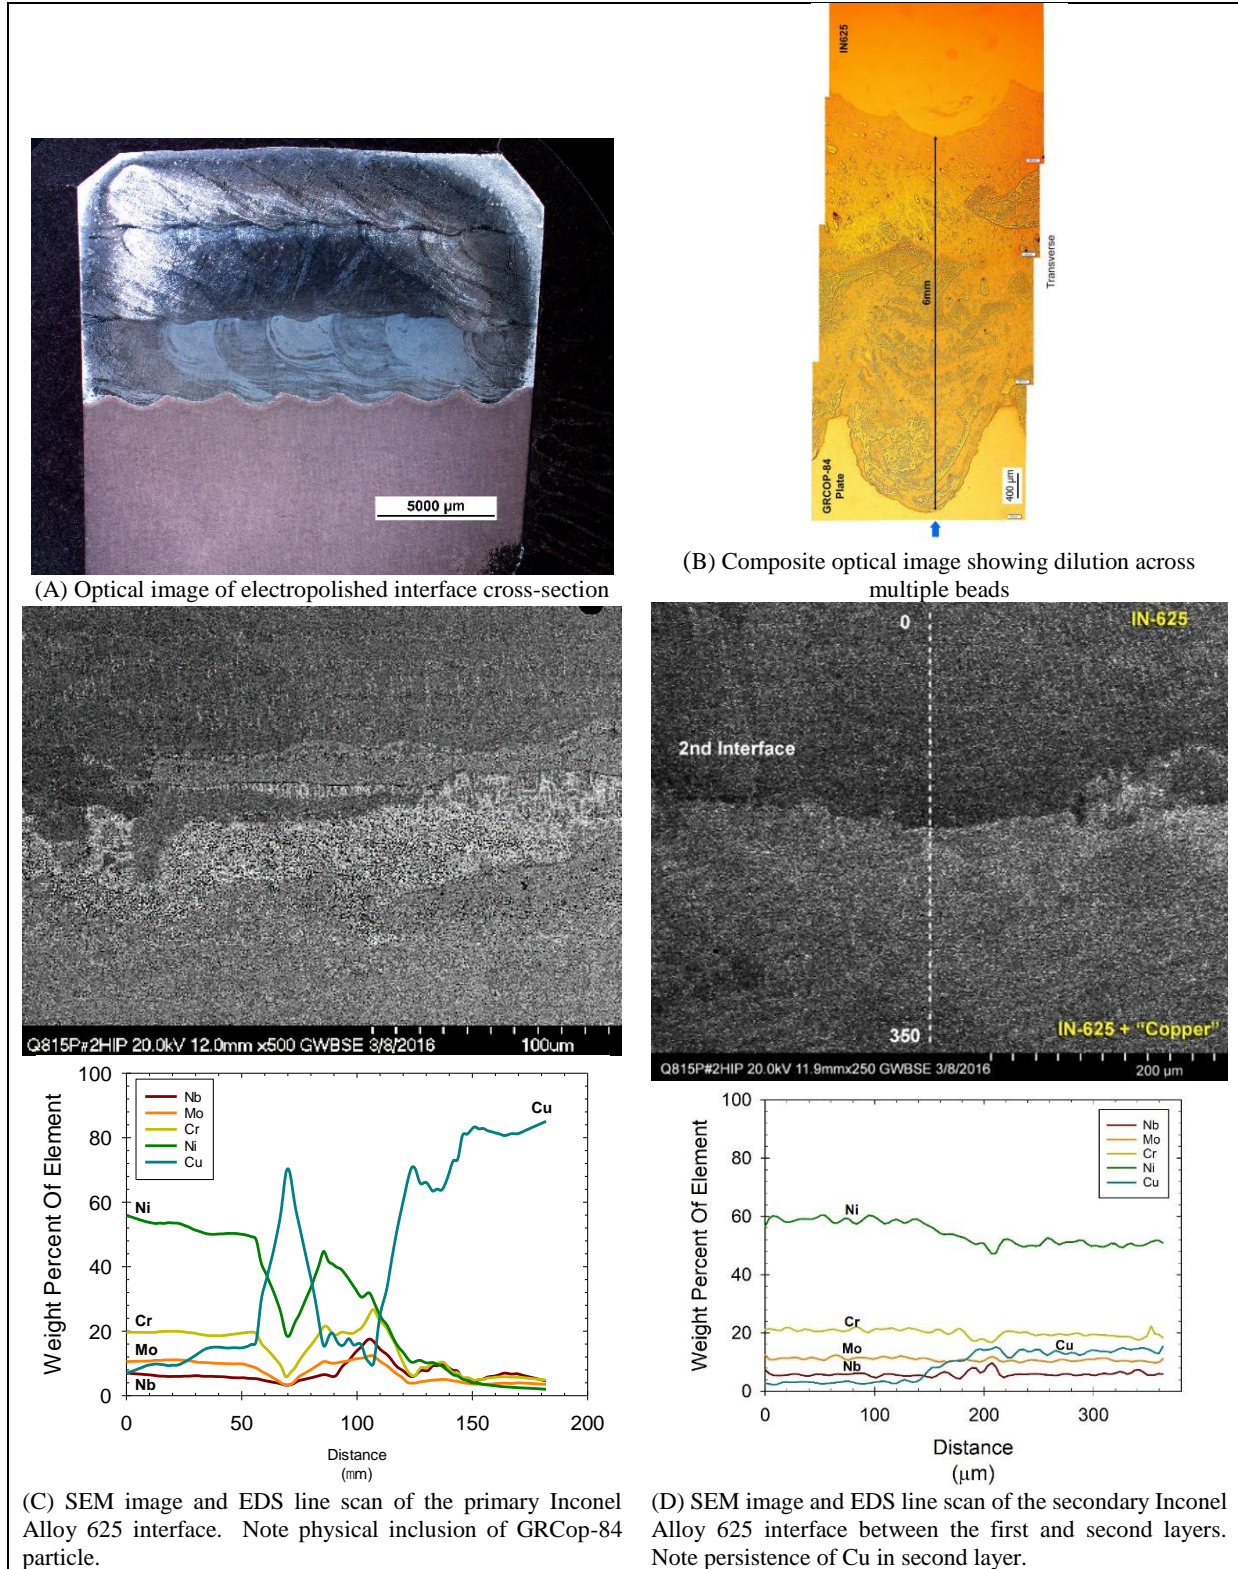 5000 µm
(A) Optical image of electropolished interface cross-section
IN625
6mm
Transverse
GRCOP-84
Plate
400 µm
(B) Composite optical image showing dilution across
multiple beads
Q815P#2HIP 20.0kV 12.0mm x500 GWBSE 3/8/2016 100um
100
80
60
40
20
0
Weight Percent Of Element
Nb
Mo
Cr
Ni
Cu
Cu
Ni
Cr
Mo
Nb
0 50 100 150 200
Distance
(mm)
(C) SEM image and EDS line scan of the primary Inconel
Alloy 625 interface. Note physical inclusion of GRCop-84
particle.
0
IN-625
2nd Interface
350
IN-625 + "Copper"
Q815P#2HIP 20.0kV 11.9mmx250 GWBSE 3/8/2016 200 µm
100
80
60
40
20
0
Weight Percent Of Element
Nb
Mo
Cr
Ni
Cu
Ni
Cr
Cu
Mo
Nb
0 100 200 300
Distance
(µm)
(D) SEM image and EDS line scan of the secondary Inconel
Alloy 625 interface between the first and second layers.
Note persistence of Cu in second layer.